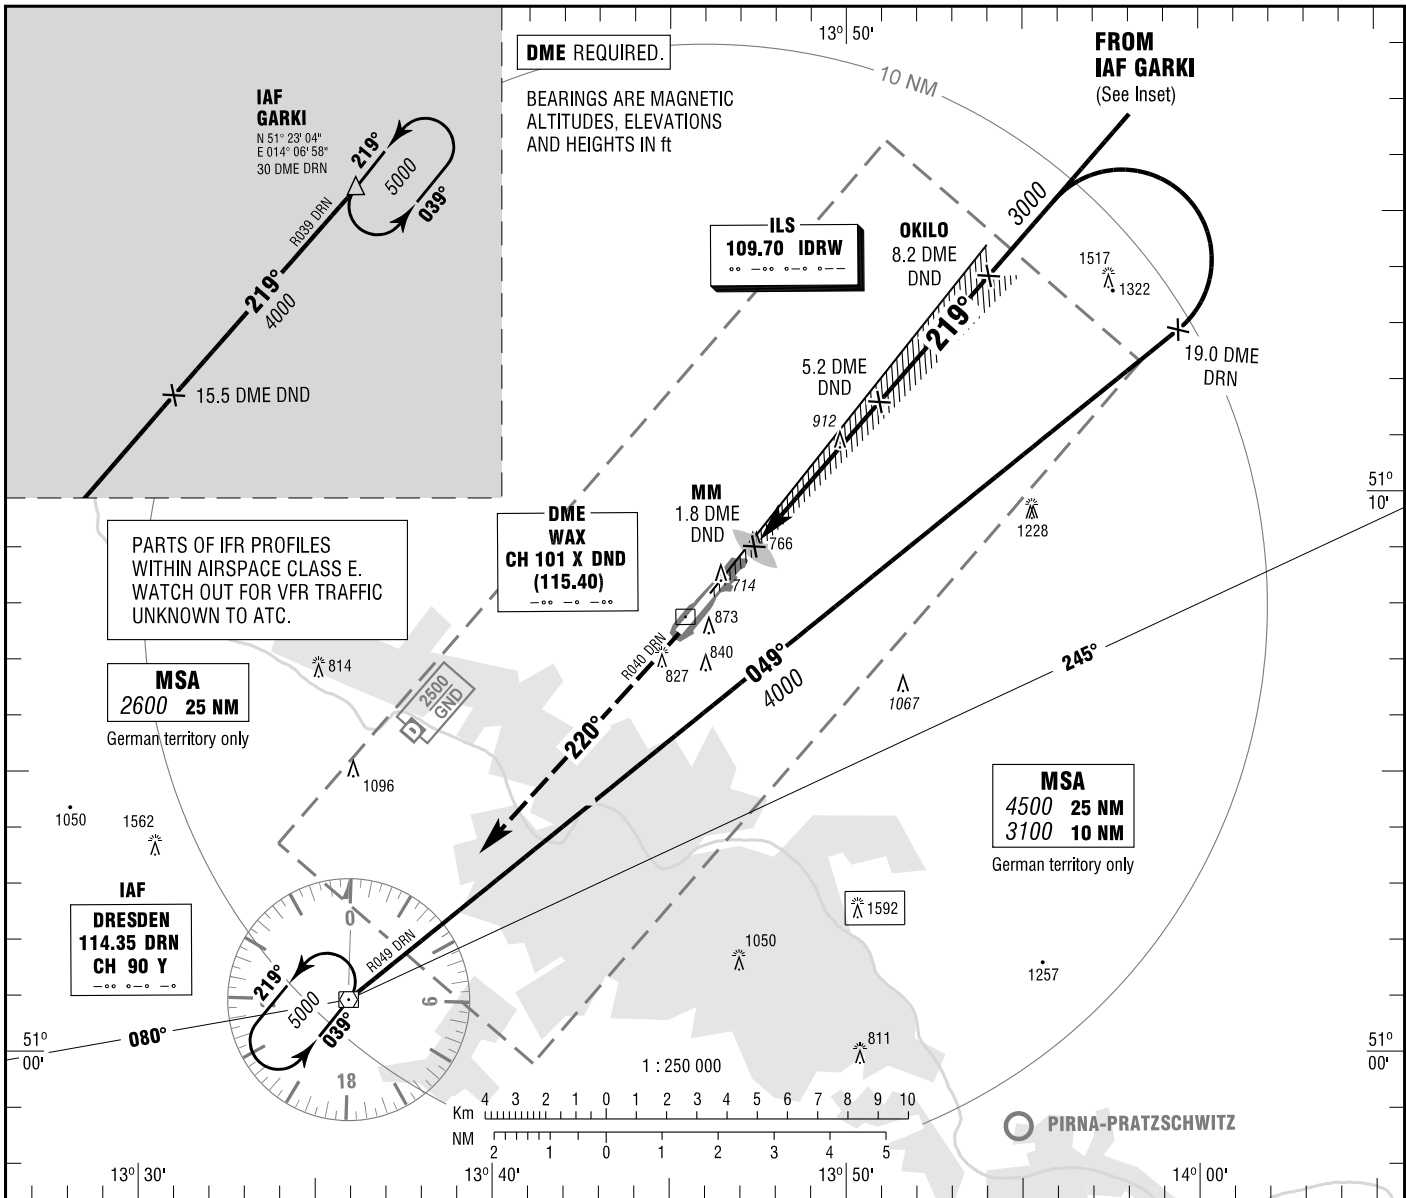 13º 50'
IAF
GARKI
N 51° 23' 04"
E 014° 06' 58"
30 DME DRN
219°
5000
039°
R039 DRN
219°
4000
15.5 DME DND
DME REQUIRED.
BEARINGS ARE MAGNETIC
ALTITUDES, ELEVATIONS
AND HEIGHTS IN ft
10 NM
FROM
IAF GARKI
(See Inset)
3000
ILS
109.70 IDRW
OKILO
8.2 DME
DND
1517
1322
219°
19.0 DME
DRN
5.2 DME
DND
912
51º
10'
MM
1.8 DME
DND
766
714
1228
DME
WAX
CH 101 X DND
(115.40)
PARTS OF IFR PROFILES
WITHIN AIRSPACE CLASS E.
WATCH OUT FOR VFR TRAFFIC
UNKNOWN TO ATC.
873
840
827
R040 DRN
814
049°
4000
245°
1067
MSA
2600 25 NM
German territory only
2500
GND
D
220°
1096
1050
1562
MSA
4500 25 NM
3100 10 NM
German territory only
IAF
DRESDEN
114.35 DRN
CH 90 Y
0
9
18
R049 DRN
219°
5000
039°
080°
1592
1050
1257
811
51º
00'
51º
00'
1 : 250 000
Km
4 3 2 1 0 1 2 3 4 5 6 7 8 9 10
NM
2 1 0 1 2 3 4 5
PIRNA-PRATZSCHWITZ
13º 30'
13º 40'
13º 50'
14º 00'